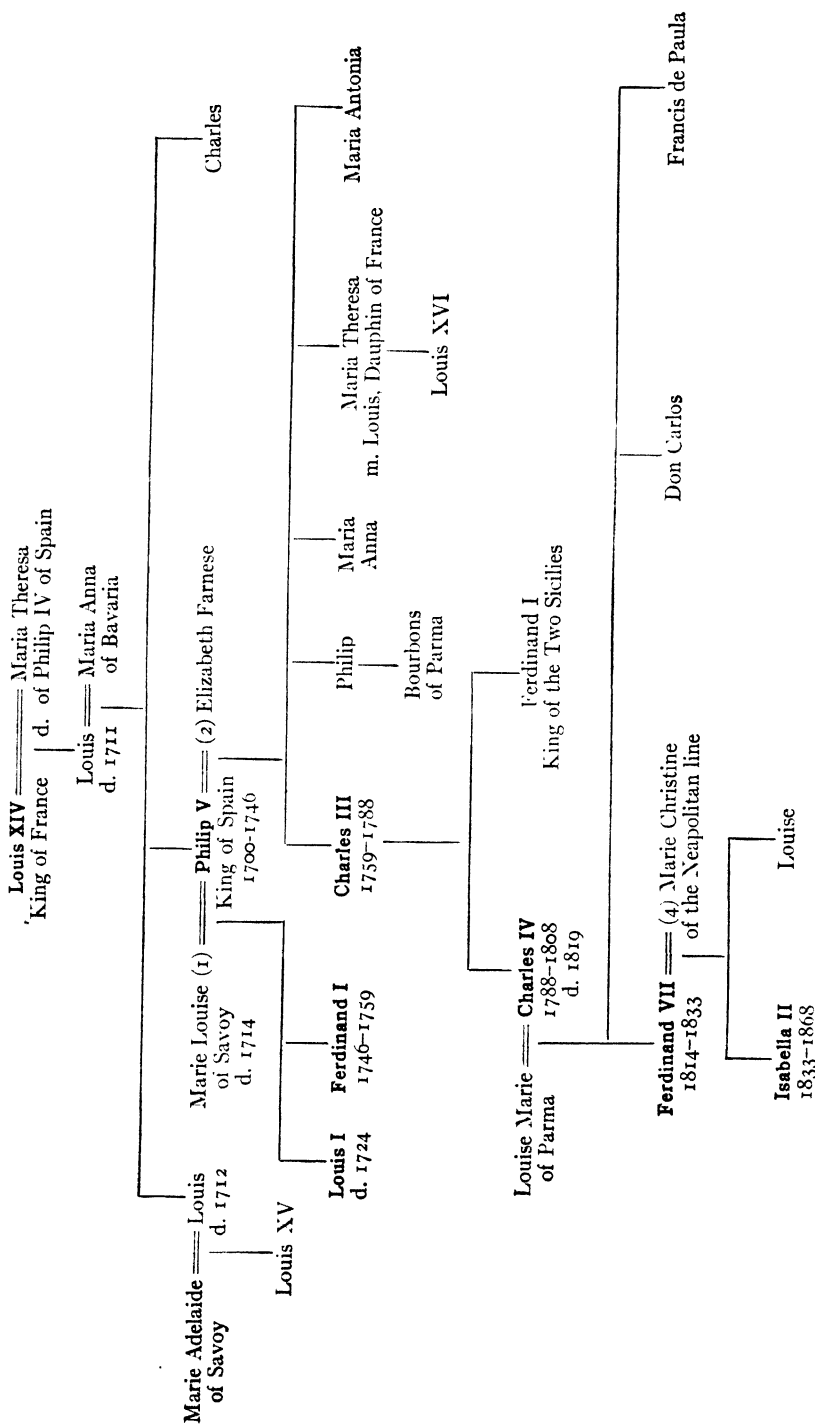 Louis XIV Maria Theresa
King of France d. of Philip IV of Spain
Louis Maria Anna
d. 1711 of Bavaria
Marie Adelaide Louis
of Savoy d. 1712
Louis XV
Marie Louise (1) Philip V (2) Elizabeth Farnese
of Savoy King of Spain
d. 1714 1700-1746
Charles
Louis I
d. 1724
Ferdinand I
1746-1759
Charles III
1759-1788
Philip
Bourbons
of Parma
Maria
Anna
Maria Theresa
m. Louis, Dauphin of France
Louis XVI
Maria Antonia
Louise Marie Charles IV
of Parma 1788-1808
d. 1819
Ferdinand I
King of the Two Sicilies
Ferdinand VII (4) Marie Christine
1814-1833 of the Neapolitan line
Don Carlos
Francis de Paula
Isabella II
1833-1868
Louise